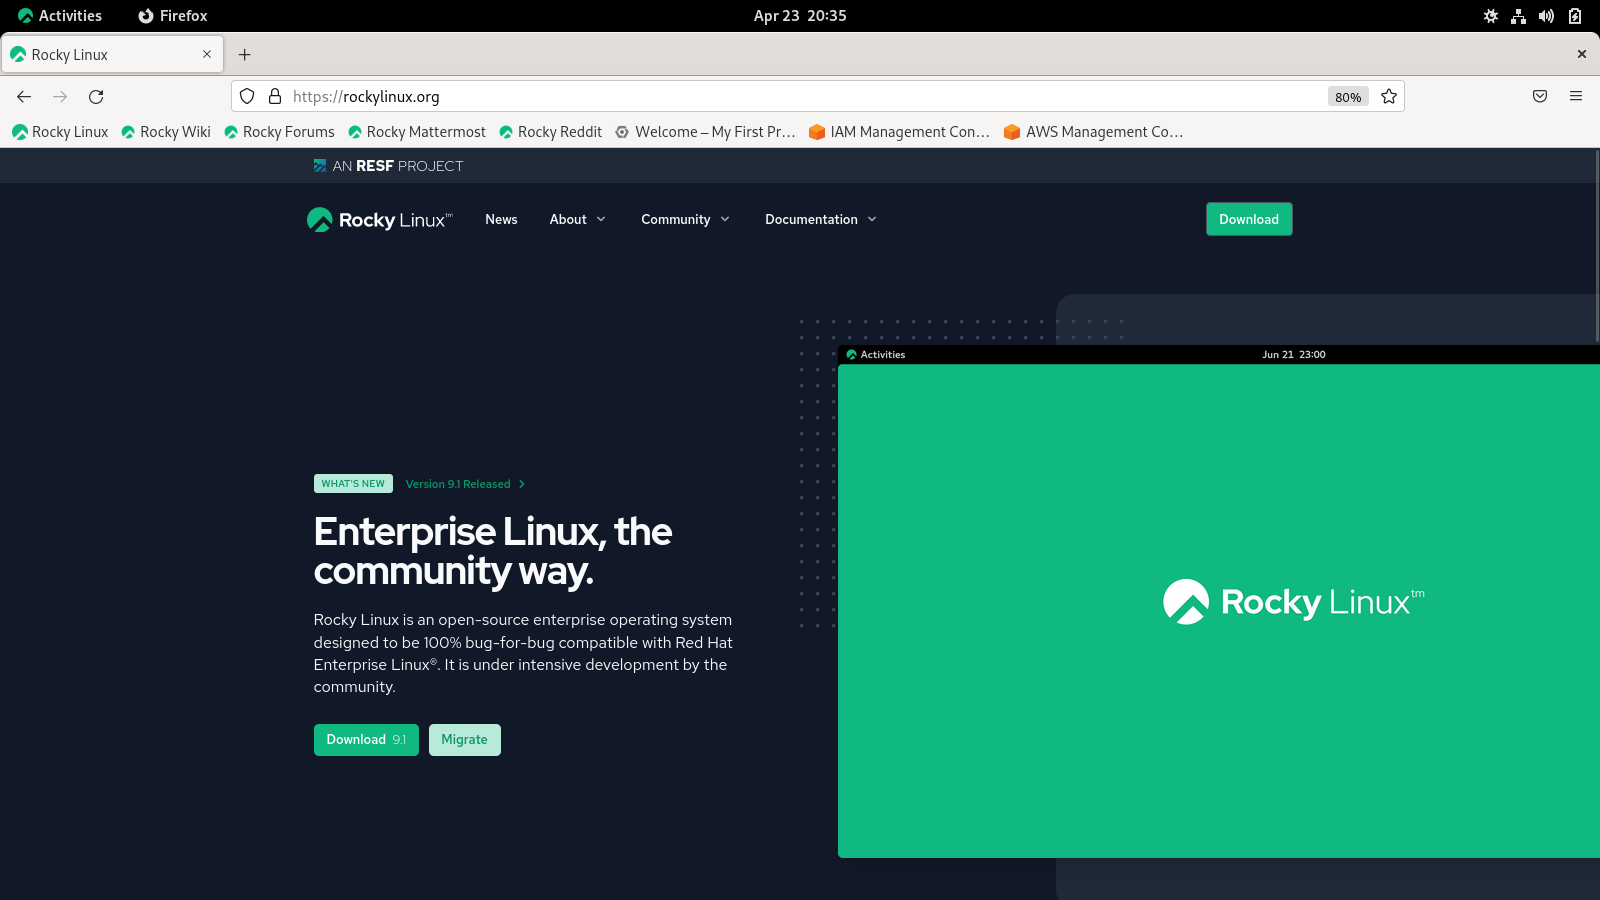 Activities Firefox Apr 23 20:35
Rocky Linux
https://rockylinux.org 80%
Rocky Linux Rocky Wiki Rocky Forums Rocky Mattermost Rocky Reddit Welcome – My First Pr… IAM Management Con… AWS Management Co…
AN RESF PROJECT
Rocky Linux™ News About Community Documentation Download
Activities Jun 21 23:00
WHAT'S NEW Version 9.1 Released
Enterprise Linux, the
community way.
Rocky Linux™
Rocky Linux is an open-source enterprise operating system
designed to be 100% bug-for-bug compatible with Red Hat
Enterprise Linux®. It is under intensive development by the
community.
Download 9.1 Migrate